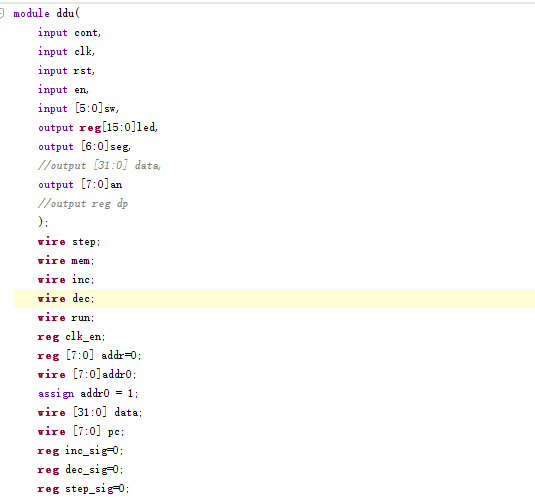 module ddu(
input cont,
input clk,
input rst,
input en,
input [5:0]sw,
output reg[15:0]led,
output [6:0]seg,
//output [31:0] data,
output [7:0]an
//output reg dp
);
wire step;
wire mem;
wire inc;
wire dec;
wire run;
reg clk_en;
reg [7:0] addr=0;
wire [7:0]addr0;
assign addr0 = 1;
wire [31:0] data;
wire [7:0] pc;
reg inc_sig=0;
reg dec_sig=0;
reg step_sig=0;